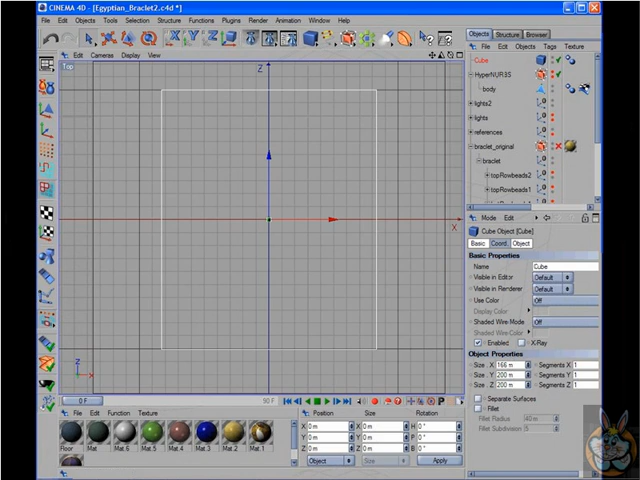 CINEMA 4D - [Egyptian_Braclet2.c4d *]
File Edit Objects Tools Selection Structure Functions Plugins Render Animation Window Help
Edit Cameras Display View
Top
Z
X
Z
X
Objects Structure Browser
File Edit Objects Tags Texture
Cube
HyperNURBS
body
lights2
lights
references
braclet_original
braclet
topRowbeads2
topRowbeads1
Mode Edit
Cube Object [Cube]
Basic Coord. Object
Basic Properties
Name Cube
Visible in Editor Default
Visible in Renderer Default
Use Color Off
Display Color
Shaded Wire Mode Off
Shaded Wire-Color
Enabled X-Ray
Object Properties
Size . X 166 m Segments X 1
Size . Y 200 m Segments Y 1
Size . Z 200 m Segments Z 1
Separate Surfaces
Fillet
Fillet Radius 40 m
Fillet Subdivision 5
0 F 90 F
File Edit Function Texture
Floor Mat Mat.6 Mat.5 Mat.4 Mat.3 Mat.2 Mat.1
Position Size Rotation
X 0 m X 0 m H 0 °
Y 0 m Y 0 m P 0 °
Z 0 m Z 0 m B 0 °
Object Size Apply